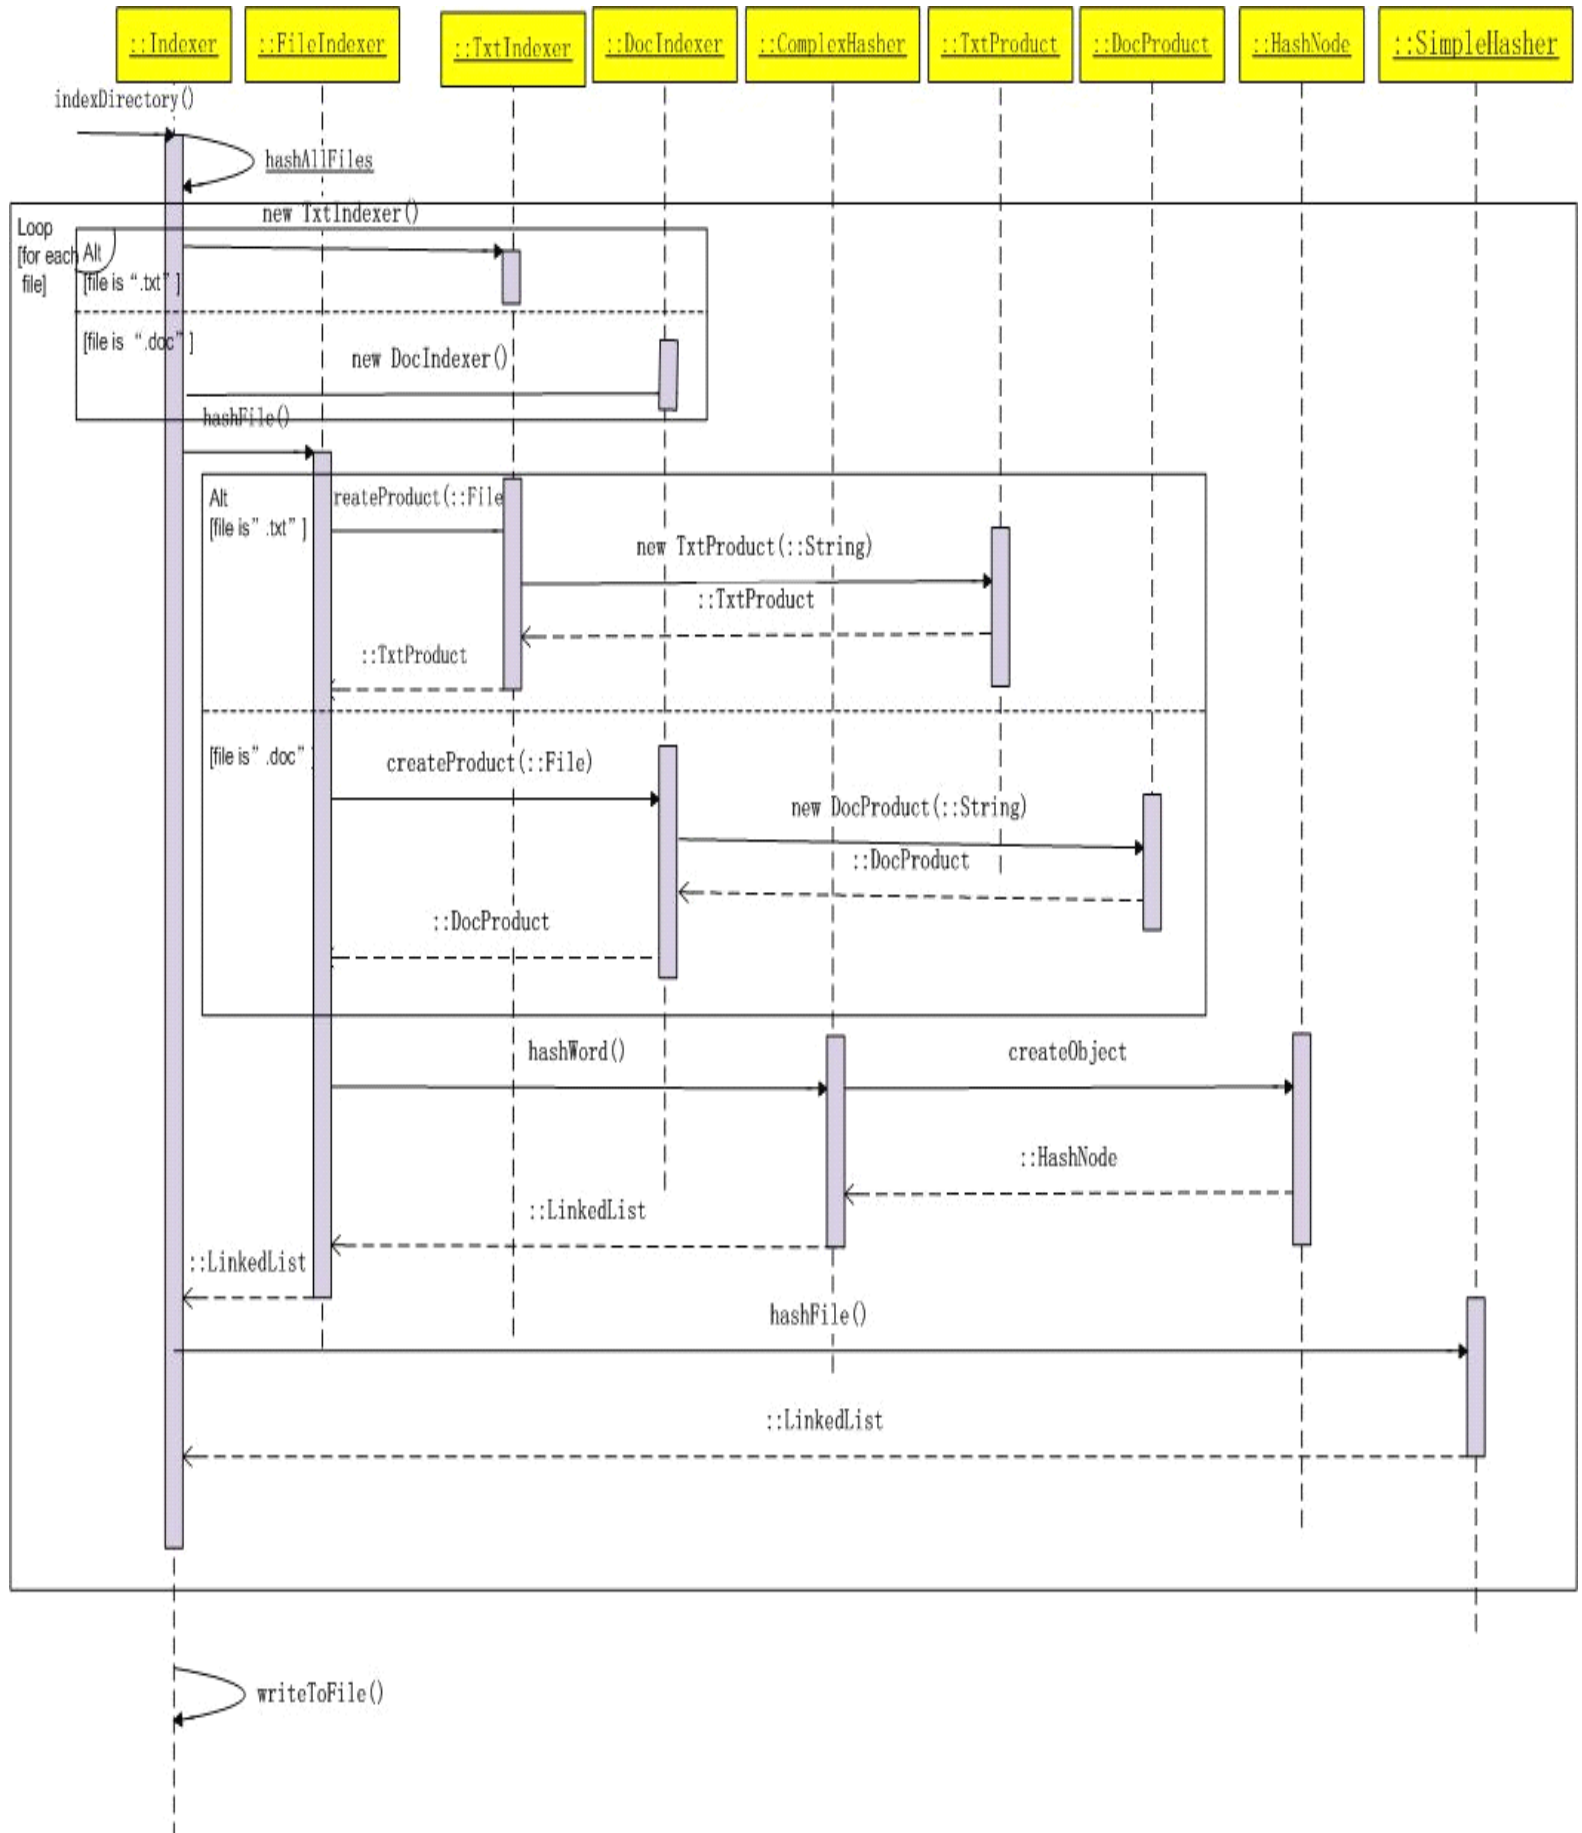 ::Indexer
::FileIndexer
::TxtIndexer
::DocIndexer
::ComplexHasher
::TxtProduct
::DocProduct
::HashNode
::SimpleHasher
indexDirectory()
hashAllFiles
new TxtIndexer()
Loop
[for each
file]
Alt
[file is “.txt” ]
[file is “.doc” ]
new DocIndexer()
hashFile()
Alt
[file is” .txt” ]
reateProduct(::File
new TxtProduct(::String)
::TxtProduct
::TxtProduct
[file is” .doc” ]
createProduct(::File)
new DocProduct(::String)
::DocProduct
::DocProduct
hashWord()
createObject
::HashNode
::LinkedList
::LinkedList
hashFile()
::LinkedList
writeToFile()